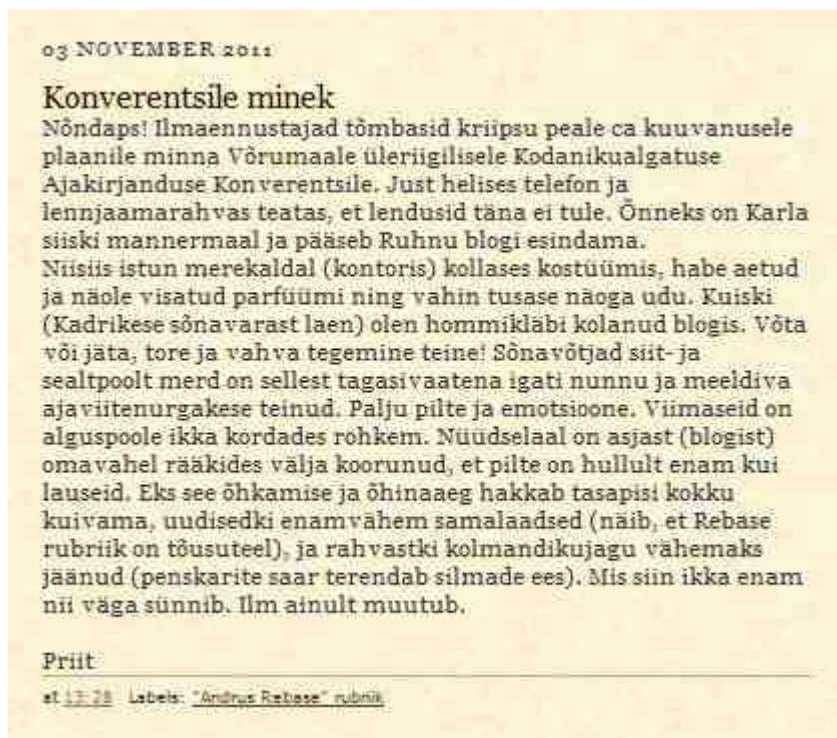 03 NOVEMBER 2011
Konverentsile minek
Nõndaps! Ilmaennustajad tõmbasid kriipsu peale ca kuuvanusele
plaanile minna Võrumaale üleriigilisele Kodanikualgatuse
Ajakirjanduse Konverentsile. Just helises telefon ja
lennjaamarahvas teatas, et lendusid täna ei tule. Õnneks on Karla
siiski mannermaal ja pääseb Ruhnu blogi esindama.
Niisiis istun merekaldal (kontoris) kollases kostüümis, habe aetud
ja näole visatud parfüümi ning vahin tusase näoga udu. Kuiski
(Kadrikese sõnavarast laen) olen hommikläbi kolanud blogis. Võta
või jäta, tore ja vahva tegemine teine! Sõnavõtjad siit- ja
sealtpoolt merd on sellest tagasivaatena igati nunnu ja meeldiva
ajaviitenurgakese teinud. Palju pilte ja emotsioone. Viimaseid on
alguspoole ikka kordades rohkem. Nüüdselaal on asjast (blogist)
omavahel rääkides välja koorunud, et pilte on hullult enam kui
lauseid. Eks see õhkamise ja õhinaaeg hakkab tasapisi kokku
kuivama, uudisedki enamvähem samalaadsed (näib, et Rebase
rubriik on tõusuteel), ja rahvastki kolmandikujagu vähemaks
jäänud (penskarite saar terendab silmade ees). Mis siin ikka enam
nii väga sünnib. Ilm ainult muutub.
Priit
at 13:28 Labels: "Andrus Rebase" rubriik